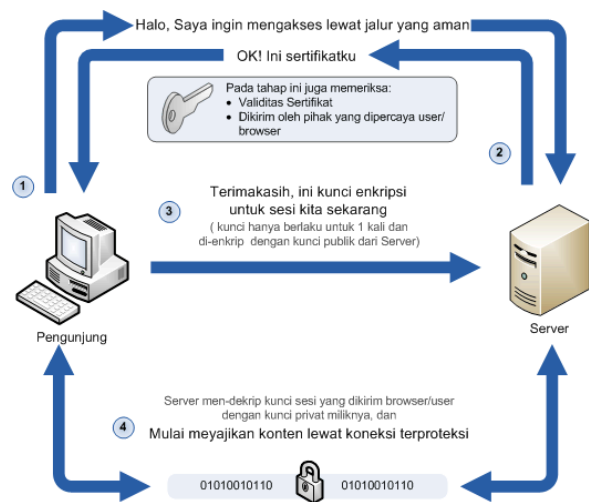 Halo, Saya ingin mengakses lewat jalur yang aman
OK! Ini sertifikatku
Pada tahap ini juga memeriksa:
• Validitas Sertifikat
• Dikirim oleh pihak yang dipercaya user/
browser
1
2
3
Terimakasih, ini kunci enkripsi
untuk sesi kita sekarang
( kunci hanya berlaku untuk 1 kali dan
di-enkrip dengan kunci publik dari Server)
Pengunjung
Server
Server men-dekrip kunci sesi yang dikirim browser/user
dengan kunci privat miliknya, dan
4
Mulai meyajikan konten lewat koneksi terproteksi
01010010110 01010010110